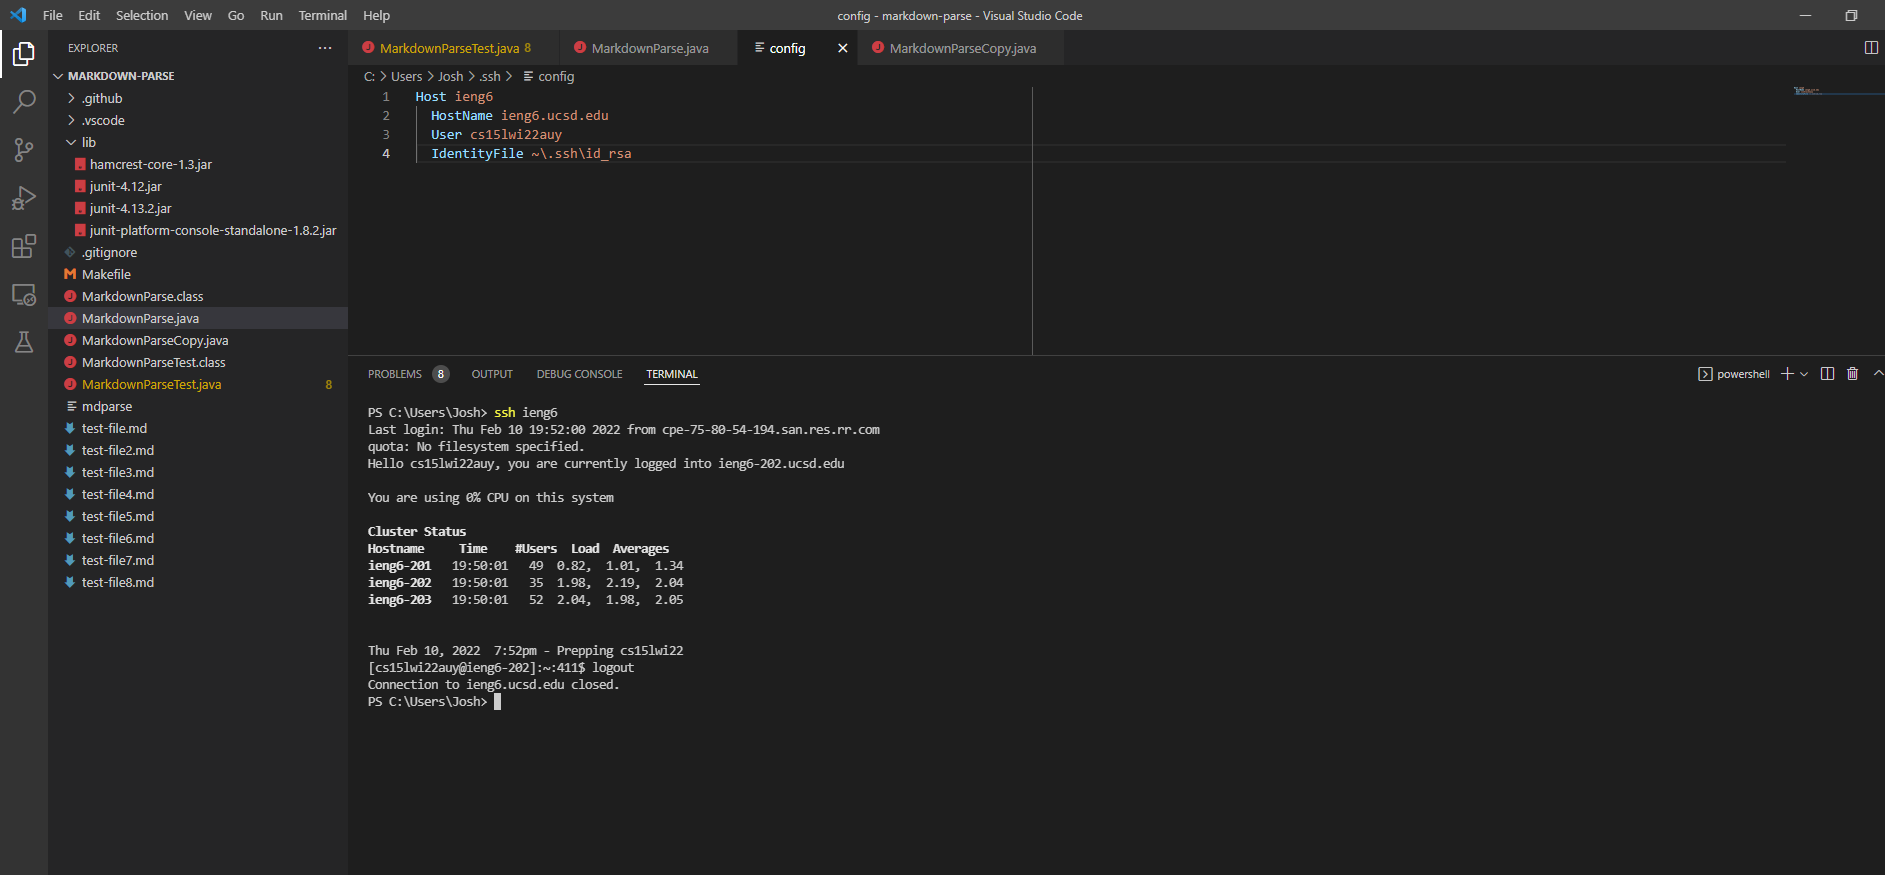 File Edit Selection View Go Run Terminal Help
config - markdown-parse - Visual Studio Code
EXPLORER
MARKDOWN-PARSE
.github
.vscode
lib
hamcrest-core-1.3.jar
junit-4.12.jar
junit-4.13.2.jar
junit-platform-console-standalone-1.8.2.jar
.gitignore
Makefile
MarkdownParse.class
MarkdownParse.java
MarkdownParseCopy.java
MarkdownParseTest.class
MarkdownParseTest.java 8
mdparse
test-file.md
test-file2.md
test-file3.md
test-file4.md
test-file5.md
test-file6.md
test-file7.md
test-file8.md
MarkdownParseTest.java 8 MarkdownParse.java config MarkdownParseCopy.java
C: > Users > Josh > .ssh > config
1 Host ieng6
2 HostName ieng6.ucsd.edu
3 User cs15lwi22auy
4 IdentityFile ~\.ssh\id_rsa
PROBLEMS 8 OUTPUT DEBUG CONSOLE TERMINAL
powershell
PS C:\Users\Josh> ssh ieng6
Last login: Thu Feb 10 19:52:00 2022 from cpe-75-80-54-194.san.res.rr.com
quota: No filesystem specified.
Hello cs15lwi22auy, you are currently logged into ieng6-202.ucsd.edu
You are using 0% CPU on this system
Cluster Status
Hostname Time #Users Load Averages
ieng6-201 19:50:01 49 0.82, 1.01, 1.34
ieng6-202 19:50:01 35 1.98, 2.19, 2.04
ieng6-203 19:50:01 52 2.04, 1.98, 2.05
Thu Feb 10, 2022 7:52pm - Prepping cs15lwi22
[cs15lwi22auy@ieng6-202]:~:411$ logout
Connection to ieng6.ucsd.edu closed.
PS C:\Users\Josh>